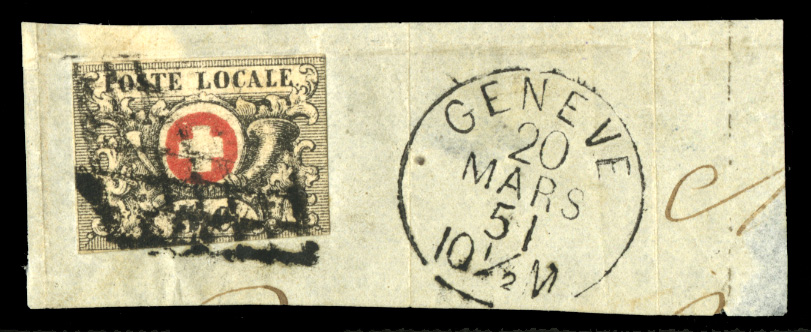 POSTE LOCALE
GENEVE
20
MARS
51
10½M